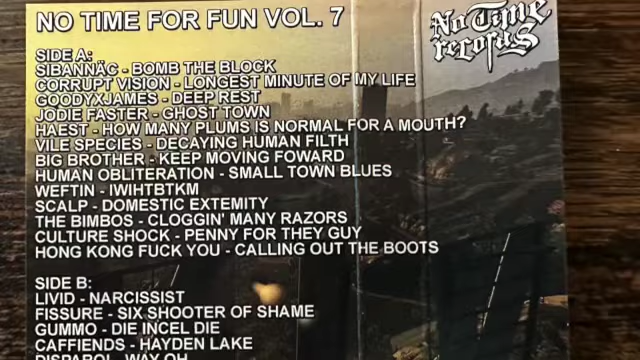 NO TIME FOR FUN VOL. 7
No Time
records
SIDE A:
SIBANNÄC - BOMB THE BLOCK
CORRUPT VISION - LONGEST MINUTE OF MY LIFE
GOODYXJAMES - DEEP REST
JODIE FASTER - GHOST TOWN
HAEST - HOW MANY PLUMS IS NORMAL FOR A MOUTH?
VILE SPECIES - DECAYING HUMAN FILTH
BIG BROTHER - KEEP MOVING FOWARD
HUMAN OBLITERATION - SMALL TOWN BLUES
WEFTIN - IWIHTBTKM
SCALP - DOMESTIC EXTEMITY
THE BIMBOS - CLOGGIN' MANY RAZORS
CULTURE SHOCK - PENNY FOR THEY GUY
HONG KONG FUCK YOU - CALLING OUT THE BOOTS
SIDE B:
LIVID - NARCISSIST
FISSURE - SIX SHOOTER OF SHAME
GUMMO - DIE INCEL DIE
CAFFIENDS - HAYDEN LAKE
WAY OH